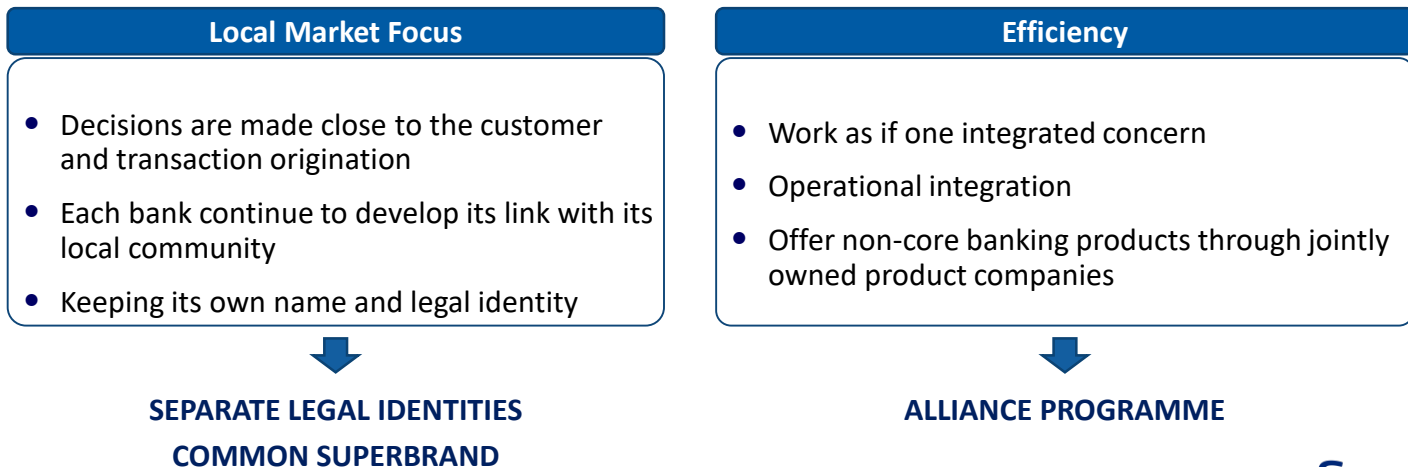 Local Market Focus
• Decisions are made close to the customer
and transaction origination
• Each bank continue to develop its link with its
local community
• Keeping its own name and legal identity
SEPARATE LEGAL IDENTITIES
COMMON SUPERBRAND
Efficiency
• Work as if one integrated concern
• Operational integration
• Offer non-core banking products through jointly
owned product companies
ALLIANCE PROGRAMME